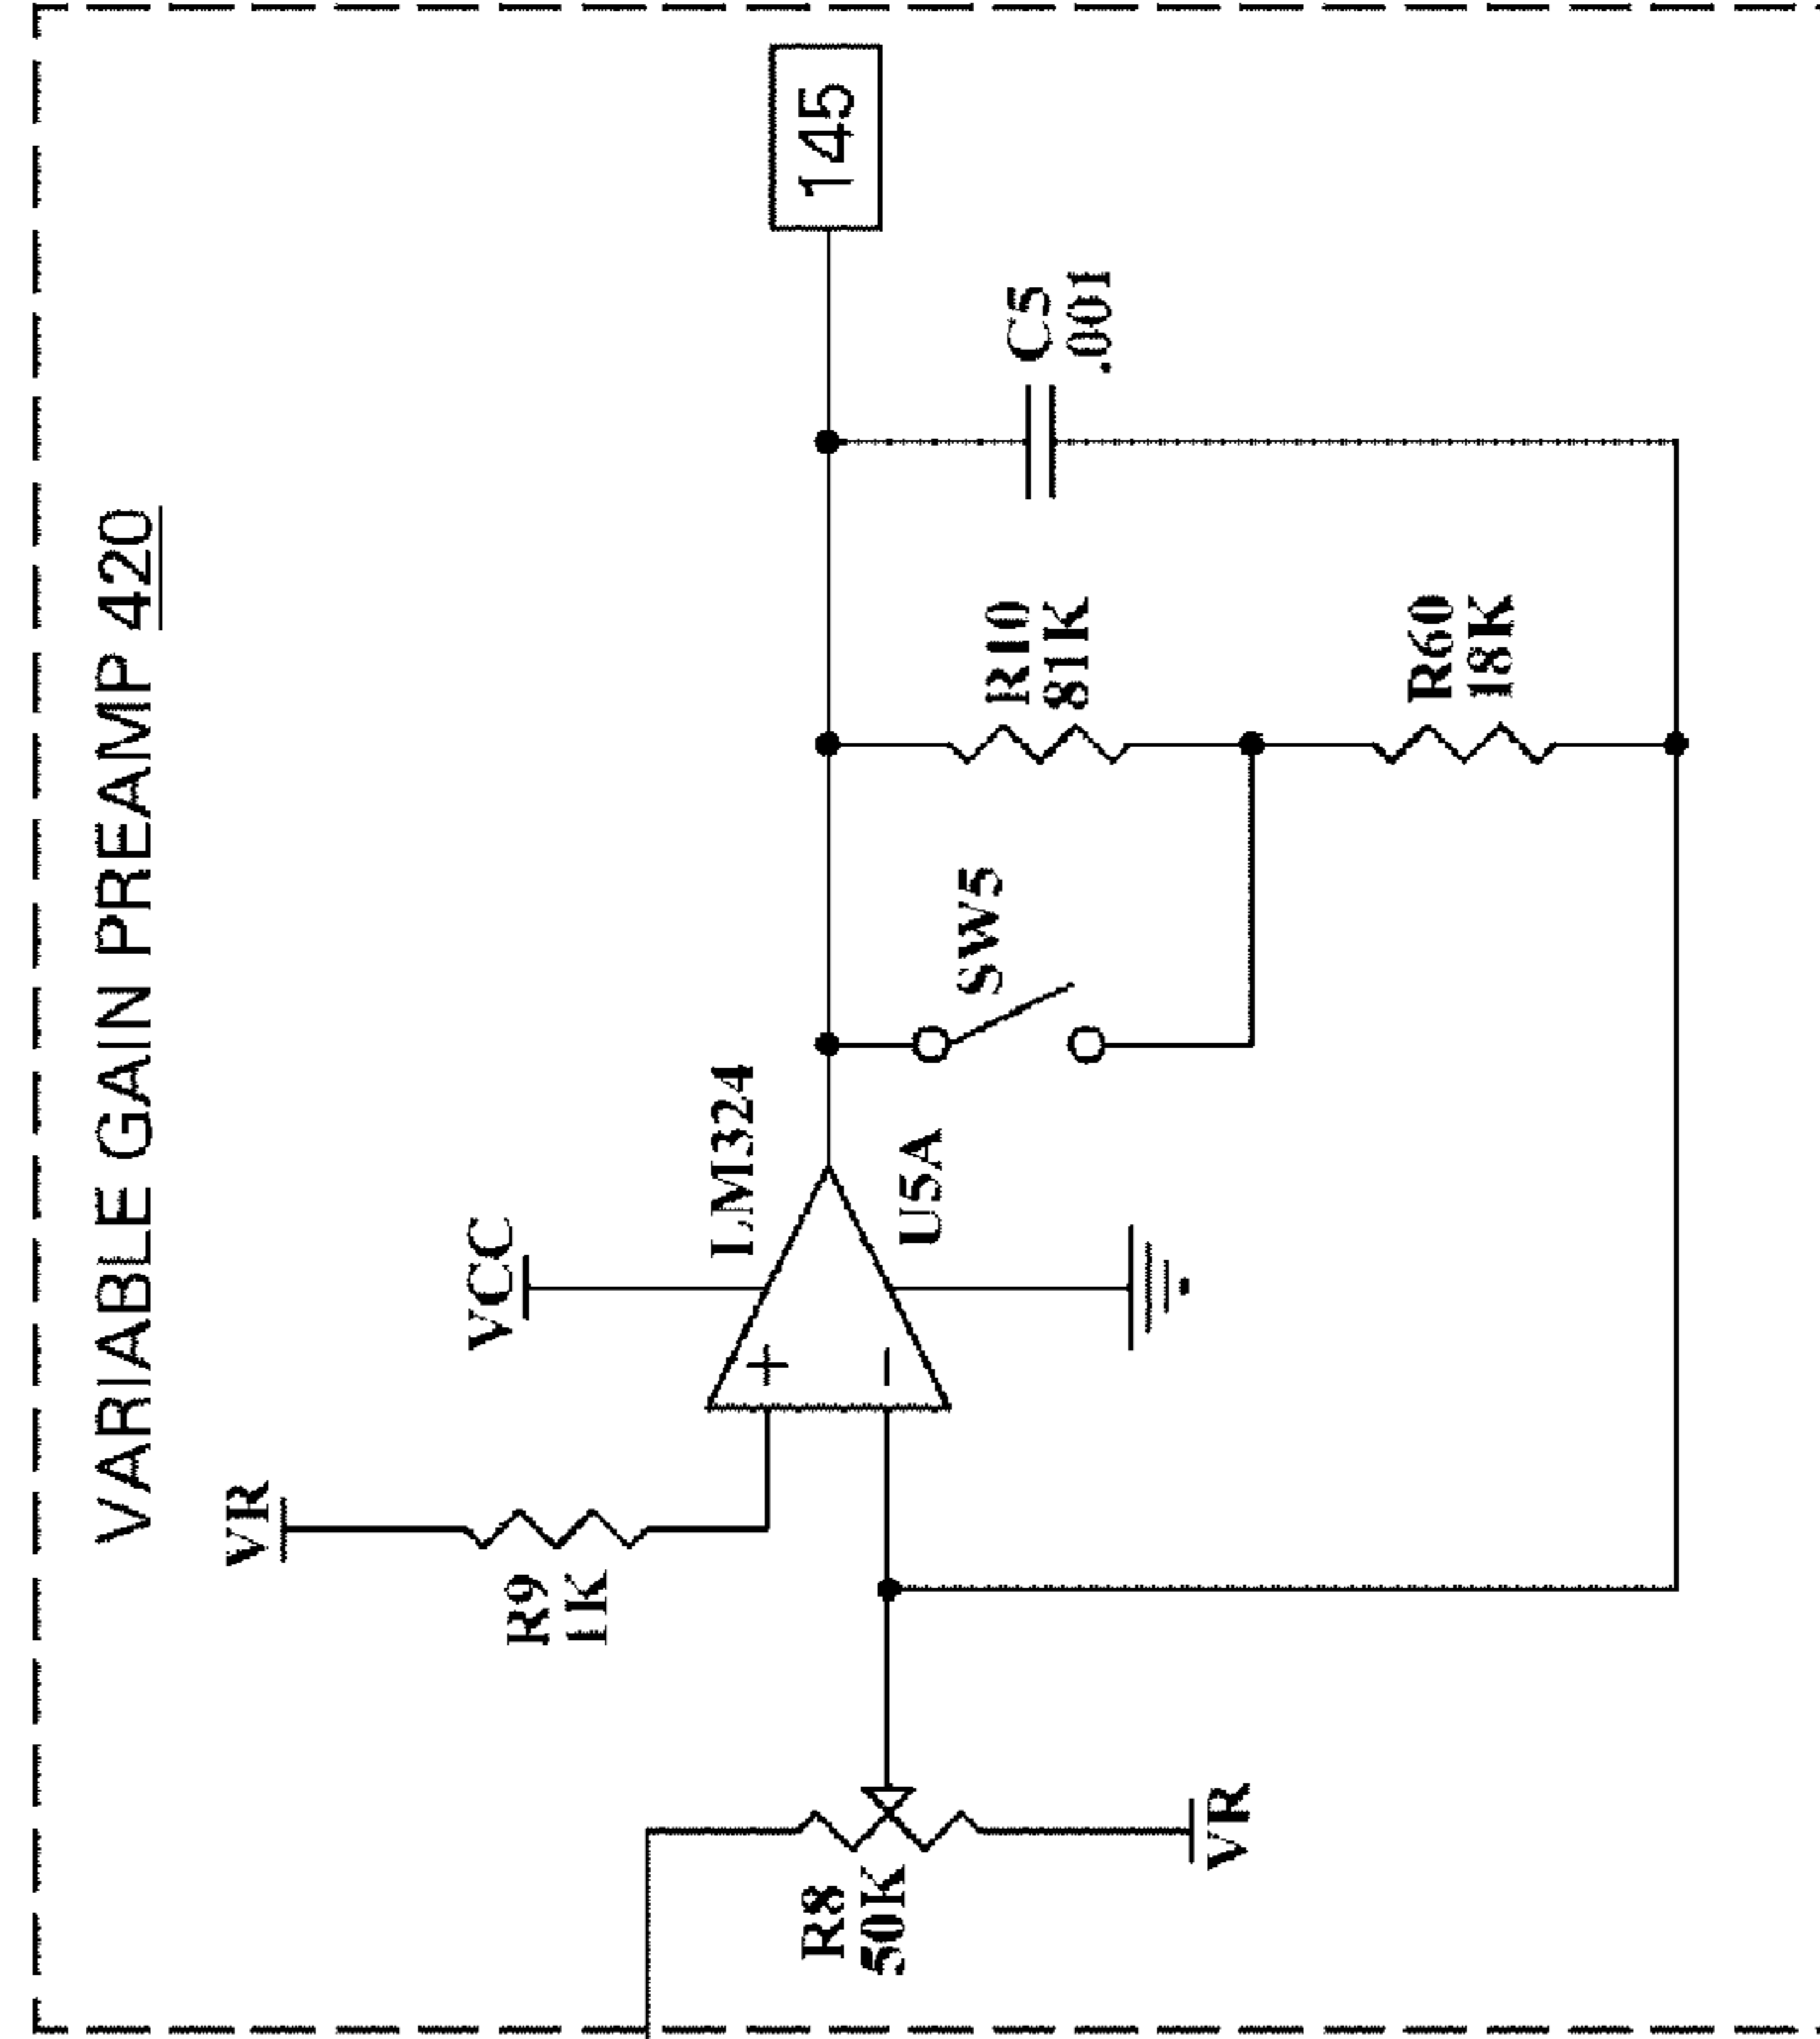 VARIABLE GAIN PREAMP 420
VR
R9
1K
VCC
LM324
U5A
145
SW5
R10
81K
C5
.001
R60
18K
R8
50K
VR
+
−